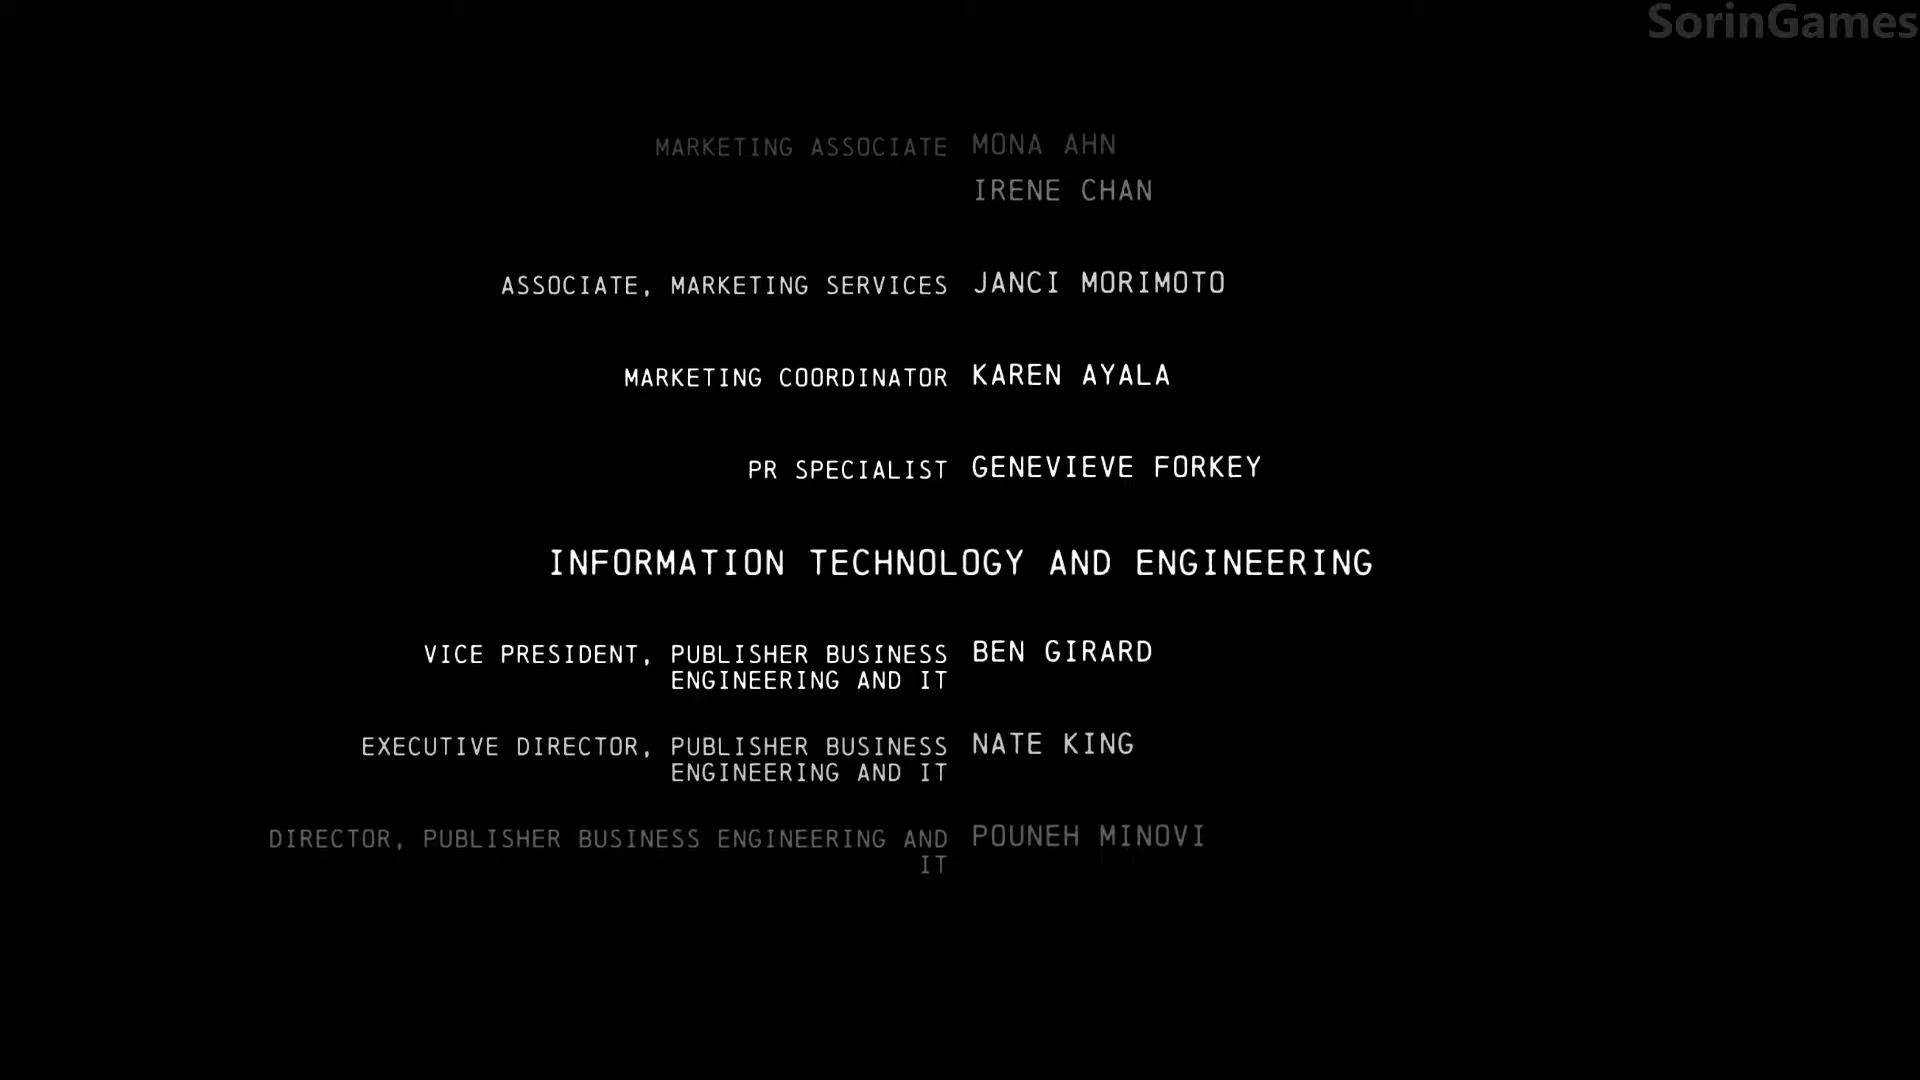 SorinGames
MARKETING ASSOCIATE MONA AHN
IRENE CHAN
ASSOCIATE, MARKETING SERVICES JANCI MORIMOTO
MARKETING COORDINATOR KAREN AYALA
PR SPECIALIST GENEVIEVE FORKEY
INFORMATION TECHNOLOGY AND ENGINEERING
VICE PRESIDENT, PUBLISHER BUSINESS BEN GIRARD
ENGINEERING AND IT
EXECUTIVE DIRECTOR, PUBLISHER BUSINESS NATE KING
ENGINEERING AND IT
DIRECTOR, PUBLISHER BUSINESS ENGINEERING AND POUNEH MINOVI
IT